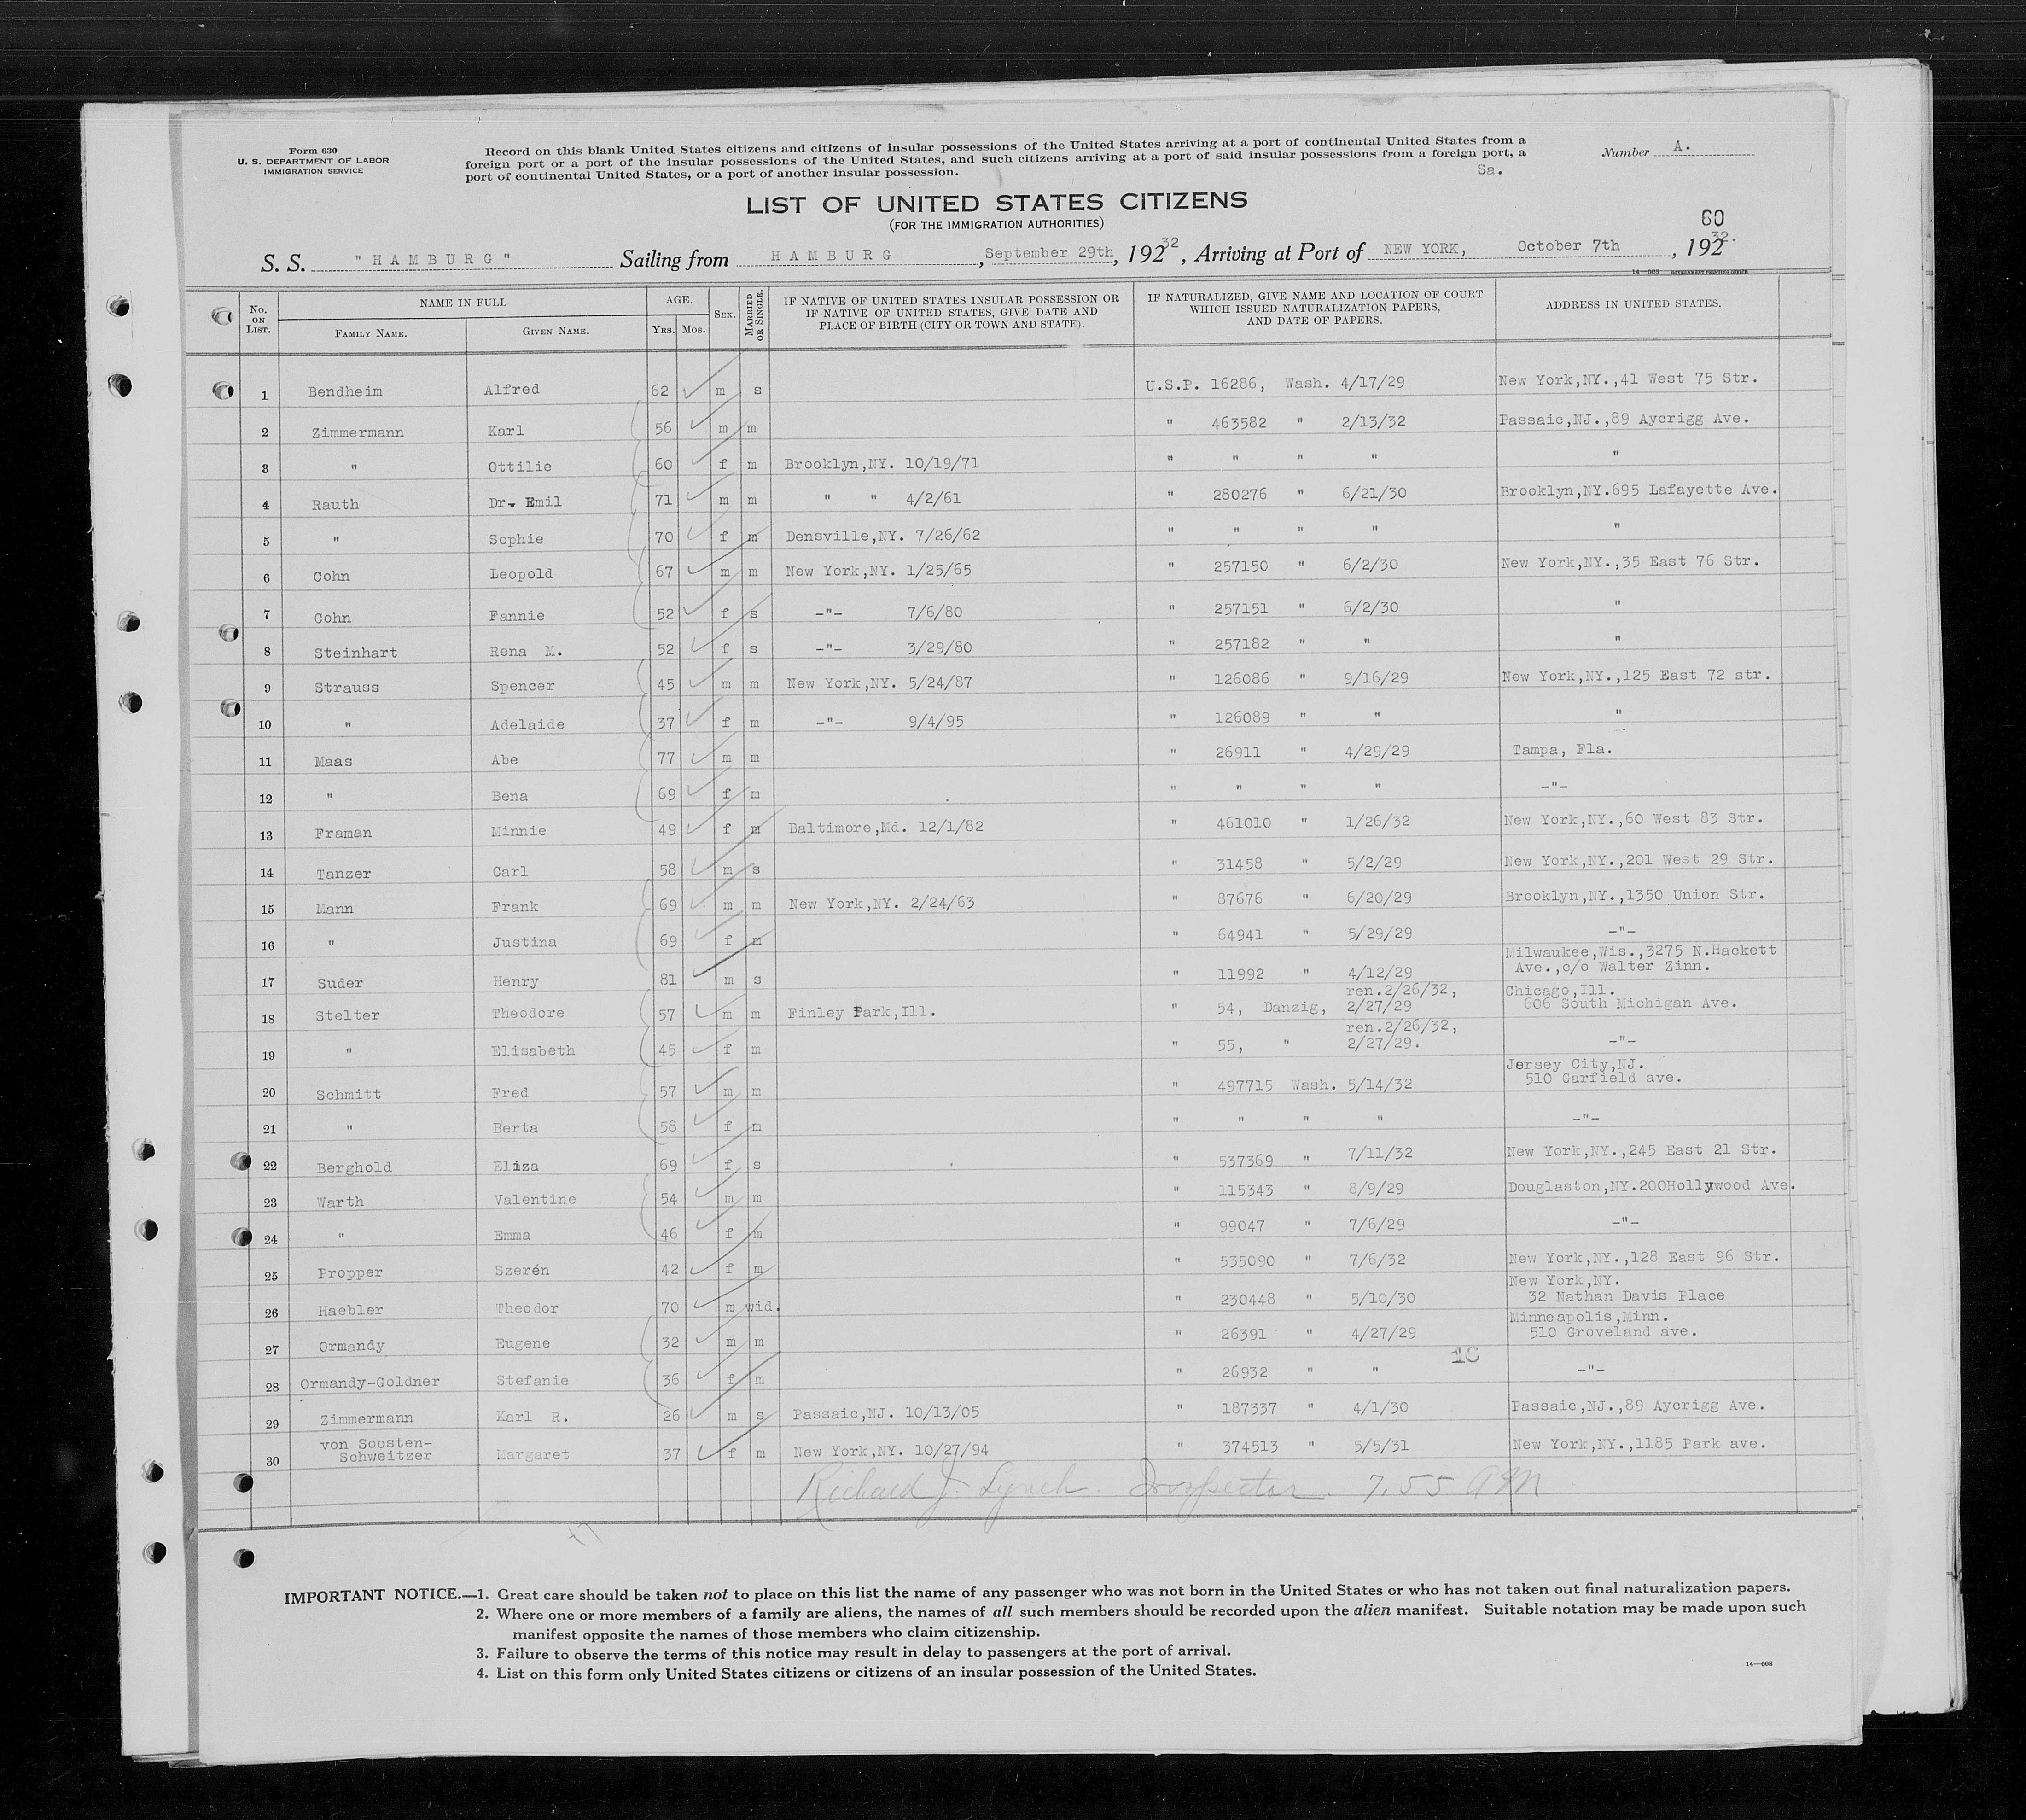 Form 630
U. S. DEPARTMENT OF LABOR
IMMIGRATION SERVICE
Record on this blank United States citizens and citizens of insular possessions of the United States arriving at a port of continental United States from a
foreign port or a port of the insular possessions of the United States, and such citizens arriving at a port of said insular possessions from a foreign port, a
port of continental United States, or a port of another insular possession.
Number A.
Sa.
LIST OF UNITED STATES CITIZENS
(FOR THE IMMIGRATION AUTHORITIES)
60
S. S. "HAMBURG" Sailing from HAMBURG, September 29th, 192 32, Arriving at Port of NEW YORK, October 7th, 192 32.
14—608 GOVERNMENT PRINTING OFFICE
No. ON LIST. NAME IN FULL FAMILY NAME. GIVEN NAME. AGE. Yrs. Mos. SEX. MARRIED OR SINGLE. IF NATIVE OF UNITED STATES INSULAR POSSESSION OR IF NATIVE OF UNITED STATES, GIVE DATE AND PLACE OF BIRTH (CITY OR TOWN AND STATE). IF NATURALIZED, GIVE NAME AND LOCATION OF COURT WHICH ISSUED NATURALIZATION PAPERS, AND DATE OF PAPERS. ADDRESS IN UNITED STATES.
1 Bendheim Alfred 62 m s U.S.P. 16286, Wash. 4/17/29 New York,NY.,41 West 75 Str.
2 Zimmermann Karl 56 m m " 463582 " 2/13/32 Passaic,NJ.,89 Aycrigg Ave.
3 " Ottilie 60 f m Brooklyn,NY. 10/19/71 " " " " "
4 Rauth Dr. Emil 71 m m " " 4/2/61 " 280276 " 6/21/30 Brooklyn,NY.695 Lafayette Ave.
5 " Sophie 70 f m Densville,NY. 7/26/62 " " " " "
6 Cohn Leopold 67 m m New York,NY. 1/25/65 " 257150 " 6/2/30 New York,NY.,35 East 76 Str.
7 Cohn Fannie 52 f s -"- 7/6/80 " 257151 " 6/2/30 "
8 Steinhart Rena M. 52 f s -"- 3/29/80 " 257182 " " "
9 Strauss Spencer 45 m m New York,NY. 5/24/87 " 126086 " 9/16/29 New York,NY.,125 East 72 str.
10 " Adelaide 37 f m -"- 9/4/95 " 126089 " " "
11 Maas Abe 77 m m " 26911 " 4/29/29 Tampa, Fla.
12 " Bena 69 f m " " " " -"-
13 Framan Minnie 49 f m Baltimore,Md. 12/1/82 " 461010 " 1/26/32 New York,NY.,60 West 83 Str.
14 Tanzer Carl 58 m s " 31458 " 5/2/29 New York,NY.,201 West 29 Str.
15 Mann Frank 69 m m New York,NY. 2/24/63 " 87676 " 6/20/29 Brooklyn,NY.,1350 Union Str.
16 " Justina 69 f m " 64941 " 5/29/29 -"-
17 Suder Henry 81 m s " 11992 " 4/12/29 Milwaukee,Wis.,3275 N.Hackett
Ave.,c/o Walter Zinn.
18 Stelter Theodore 57 m m Finley Park,Ill. " 54, Danzig, ren.2/26/32, 2/27/29 Chicago,Ill.
606 South Michigan Ave.
19 " Elisabeth 45 f m " 55, " ren.2/26/32, 2/27/29. -"-
20 Schmitt Fred 57 m m " 497715 Wash. 5/14/32 Jersey City,NJ.
510 Garfield ave.
21 " Berta 58 f m " " " " -"-
22 Berghold Eliza 69 f s " 537369 " 7/11/32 New York,NY.,245 East 21 Str.
23 Warth Valentine 54 m m " 115343 " 8/9/29 Douglaston,NY.200Hollywood Ave.
24 " Emma 46 f m " 99047 " 7/6/29 -"-
25 Propper Szerén 42 f m " 535090 " 7/6/32 New York,NY.,128 East 96 Str.
26 Haebler Theodor 70 m wid. " 230448 " 5/10/30 New York,NY.
32 Nathan Davis Place
27 Ormandy Eugene 32 m m " 26391 " 4/27/29 Minneapolis,Minn.
510 Groveland ave.
16
28 Ormandy-Goldner Stefanie 36 f m " 26932 " " -"-
29 Zimmermann Karl R. 26 m s Passaic,NJ. 10/13/05 " 187337 " 4/1/30 Passaic,NJ.,89 Aycrigg Ave.
30 von Soosten-
Schweitzer Margaret 37 f m New York,NY. 10/27/94 " 374513 " 5/5/31 New York,NY.,1185 Park ave.
Richard J. Lynch. Inspector. 7.55 AM
IMPORTANT NOTICE.—1. Great care should be taken not to place on this list the name of any passenger who was not born in the United States or who has not taken out final naturalization papers.
2. Where one or more members of a family are aliens, the names of all such members should be recorded upon the alien manifest. Suitable notation may be made upon such
manifest opposite the names of those members who claim citizenship.
3. Failure to observe the terms of this notice may result in delay to passengers at the port of arrival.
4. List on this form only United States citizens or citizens of an insular possession of the United States.
14—608